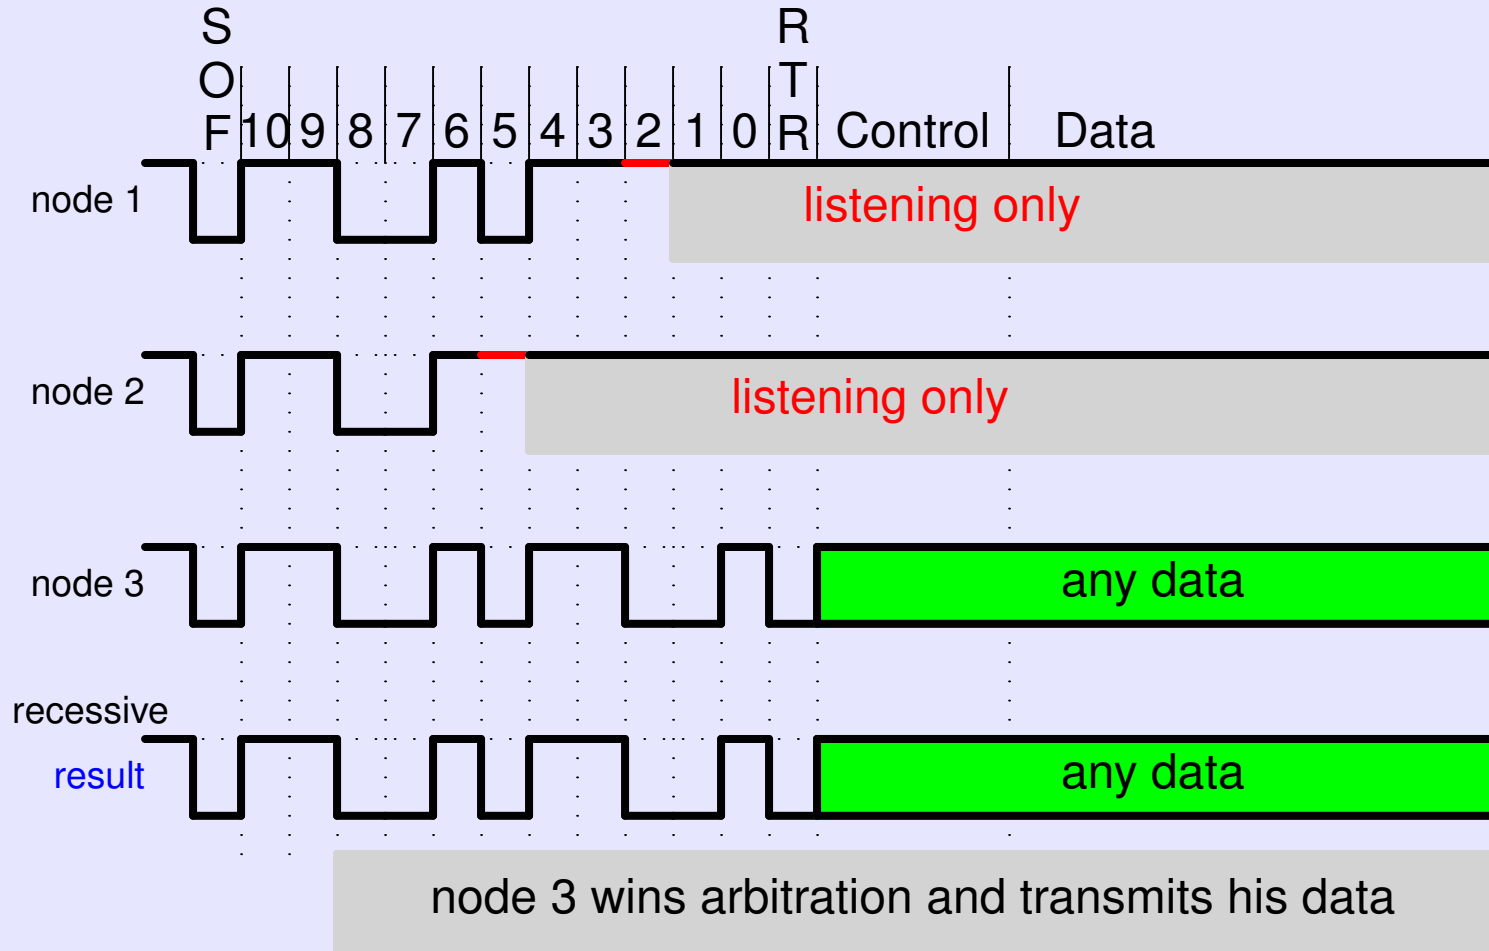 S
O
F
10 9 8 7 6 5 4 3 2 1 0
R
T
R
Control
Data
node 1
listening only
node 2
listening only
node 3
any data
recessive
result
any data
node 3 wins arbitration and transmits his data